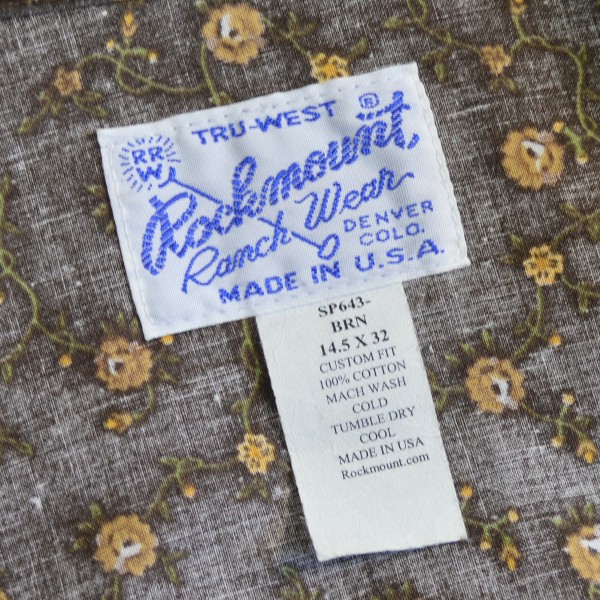 TRU-WEST ®
RRW
Rockmount
Ranch Wear
DENVER
COLO.
MADE IN U.S.A.
SP643-
BRN
14.5 X 32
CUSTOM FIT
100% COTTON
MACH WASH
COLD
TUMBLE DRY
COOL
MADE IN USA
Rockmount.com